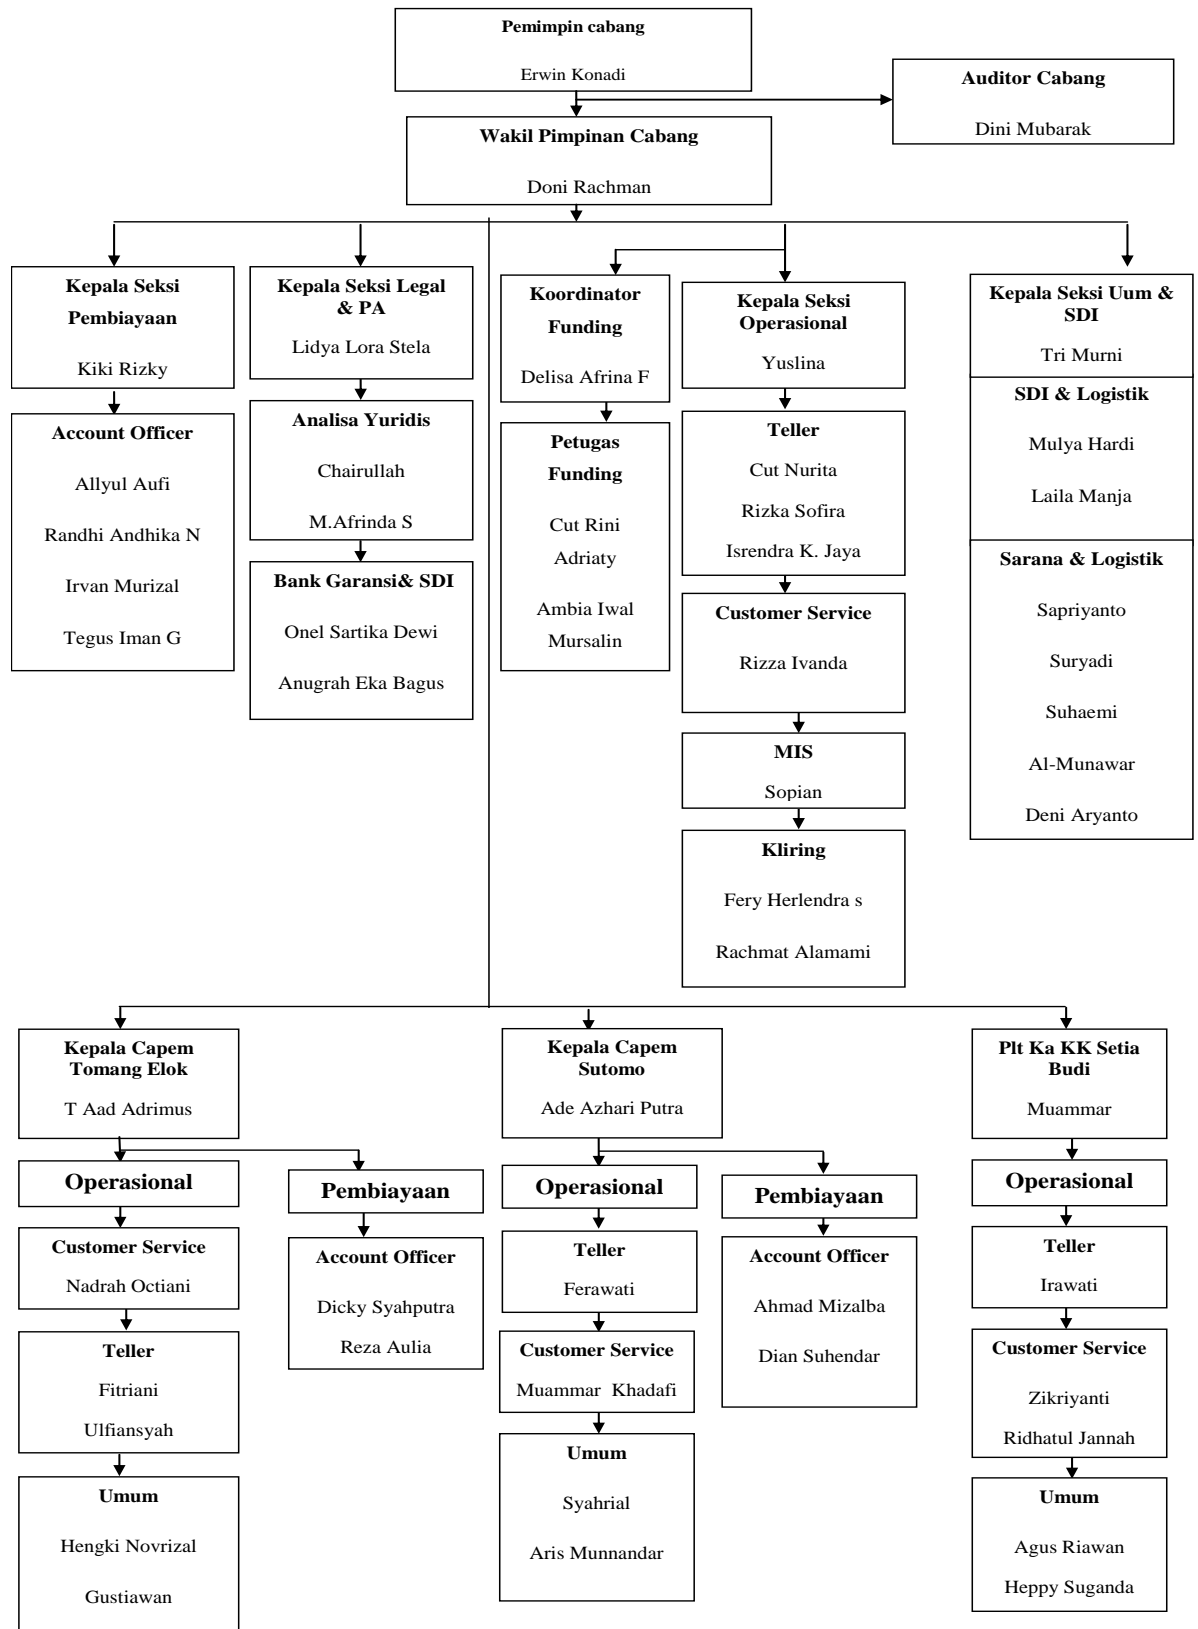 Pemimpin cabang
Erwin Konadi
Auditor Cabang
Dini Mubarak
Wakil Pimpinan Cabang
Doni Rachman
Kepala Seksi
Pembiayaan
Kiki Rizky
Kepala Seksi Legal
& PA
Lidya Lora Stela
Koordinator
Funding
Delisa Afrina F
Kepala Seksi
Operasional
Yuslina
Kepala Seksi Uum &
SDI
Tri Murni
Account Officer
Allyul Aufi
Randhi Andhika N
Irvan Murizal
Tegus Iman G
Analisa Yuridis
Chairullah
M.Afrinda S
Bank Garansi& SDI
Onel Sartika Dewi
Anugrah Eka Bagus
Petugas
Funding
Cut Rini
Adriaty
Ambia Iwal
Mursalin
Teller
Cut Nurita
Rizka Sofira
Isrendra K. Jaya
Customer Service
Rizza Ivanda
MIS
Sopian
Kliring
Fery Herlendra s
Rachmat Alamami
SDI & Logistik
Mulya Hardi
Laila Manja
Sarana & Logistik
Sapriyanto
Suryadi
Suhaemi
Al-Munawar
Deni Aryanto
Kepala Capem
Tomang Elok
T Aad Adrimus
Operasional
Customer Service
Nadrah Octiani
Teller
Fitriani
Ulfiansyah
Umum
Hengki Novrizal
Gustiawan
Pembiayaan
Account Officer
Dicky Syahputra
Reza Aulia
Kepala Capem
Sutomo
Ade Azhari Putra
Operasional
Teller
Ferawati
Customer Service
Muammar  Khadafi
Umum
Syahrial
Aris Munnandar
Pembiayaan
Account Officer
Ahmad Mizalba
Dian Suhendar
Plt Ka KK Setia
Budi
Muammar
Operasional
Teller
Irawati
Customer Service
Zikriyanti
Ridhatul Jannah
Umum
Agus Riawan
Heppy Suganda